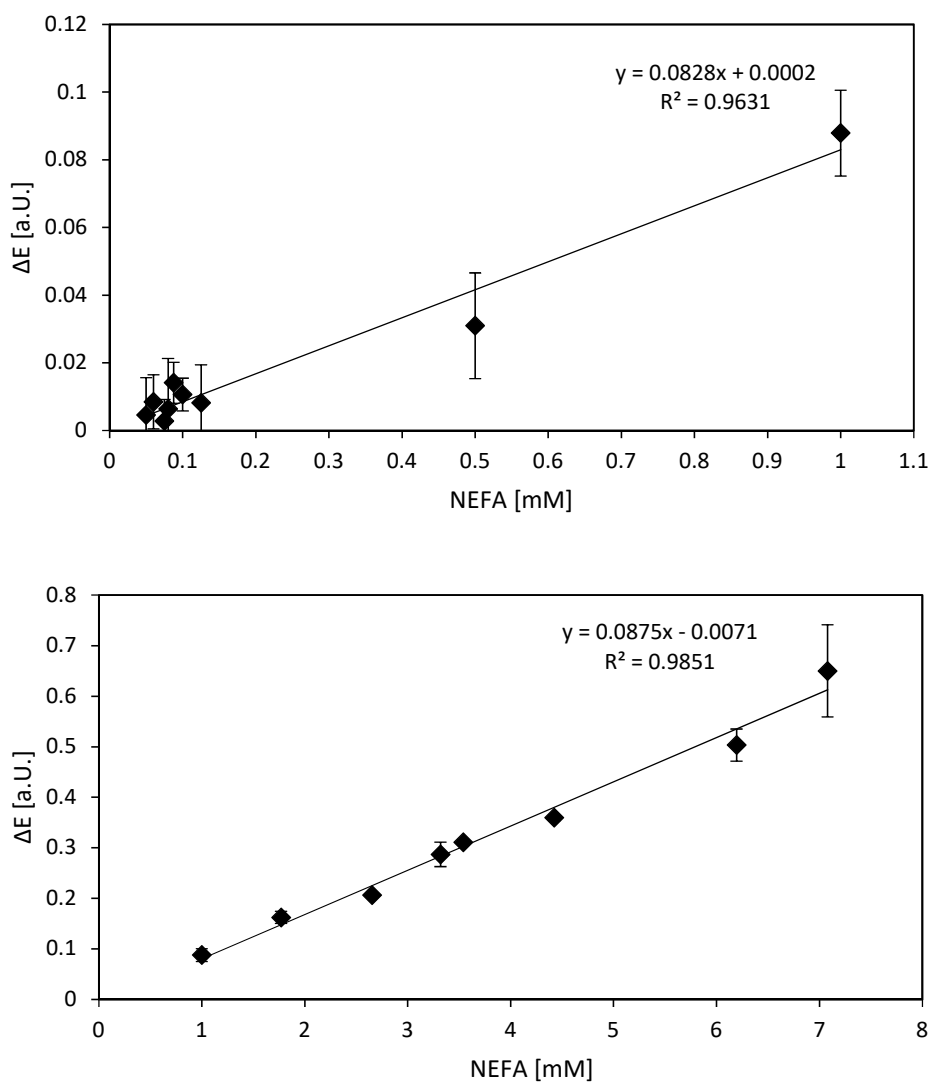 0.12
y = 0.0828x + 0.0002
0.1
R² = 0.9631
0.08
ΔE [a.U.]
0.06
0.04
0.02
0
0 0.1 0.2 0.3 0.4 0.5 0.6 0.7 0.8 0.9 1 1.1
NEFA [mM]
0.8
0.7
y = 0.0875x - 0.0071
R² = 0.9851
0.6
0.5
ΔE [a.U.]
0.4
0.3
0.2
0.1
0
0 1 2 3 4 5 6 7 8
NEFA [mM]